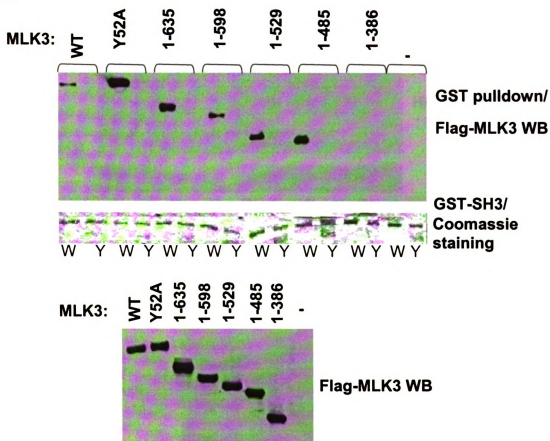 MLK3: WT Y52A 1-635 1-598 1-529 1-485 1-386 -
GST pulldown/
Flag-MLK3 WB
GST-SH3/
Coomassie
staining
W Y W Y W Y W Y W Y W Y W Y W Y
MLK3: WT Y52A 1-635 1-598 1-529 1-485 1-386 -
Flag-MLK3 WB